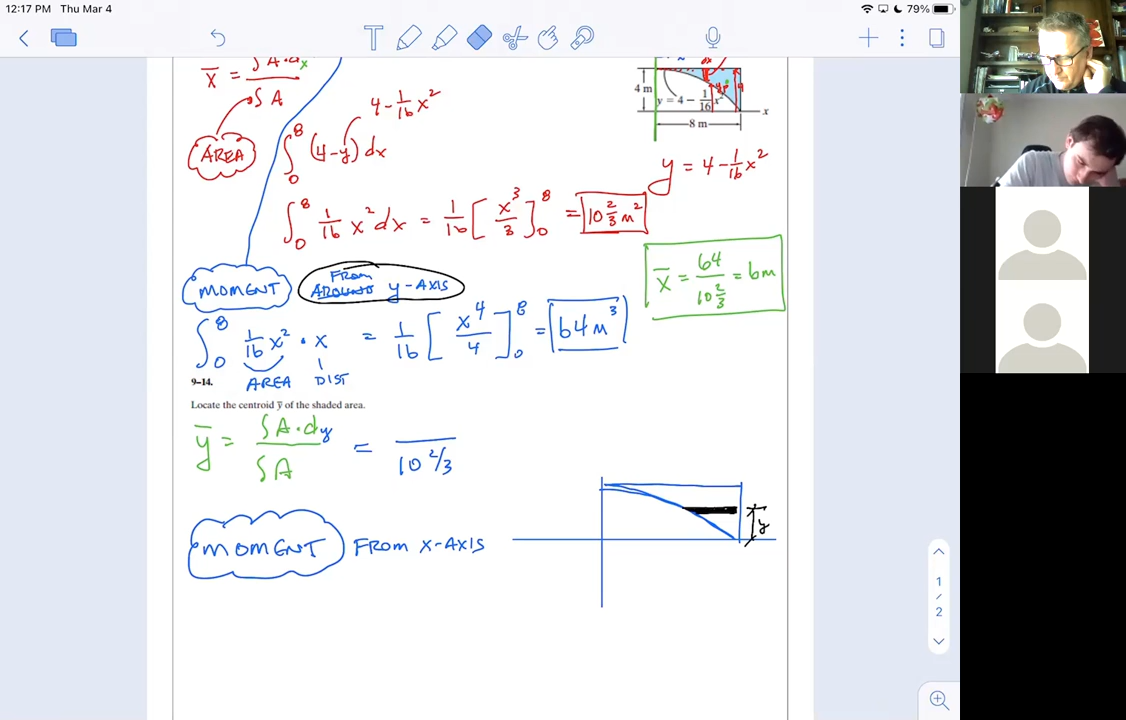 12:17 PM Thu Mar 4
79%
x̄ = ∫A·dx / ∫A
4 - 1/16 x²
AREA
∫₀⁸ (4-y) dx
4 m
y = 4 - 1/16 x²
x
8 m
y = 4 - 1/16 x²
∫₀⁸ 1/16 x² dx = 1/16 [x³/3]₀⁸ = 10 2/3 m²
x̄ = 64 / 10 2/3 = 6m
MOMENT
FROM
AROUND y-AXIS
∫₀⁸ 1/16 x² · x = 1/16 [x⁴/4]₀⁸ = 64 m³
AREA DIST
9–14.
Locate the centroid ȳ of the shaded area.
ȳ = ∫A·dy / ∫A = / 10 2/3
y
MOMENT FROM X-AXIS
1
/
2